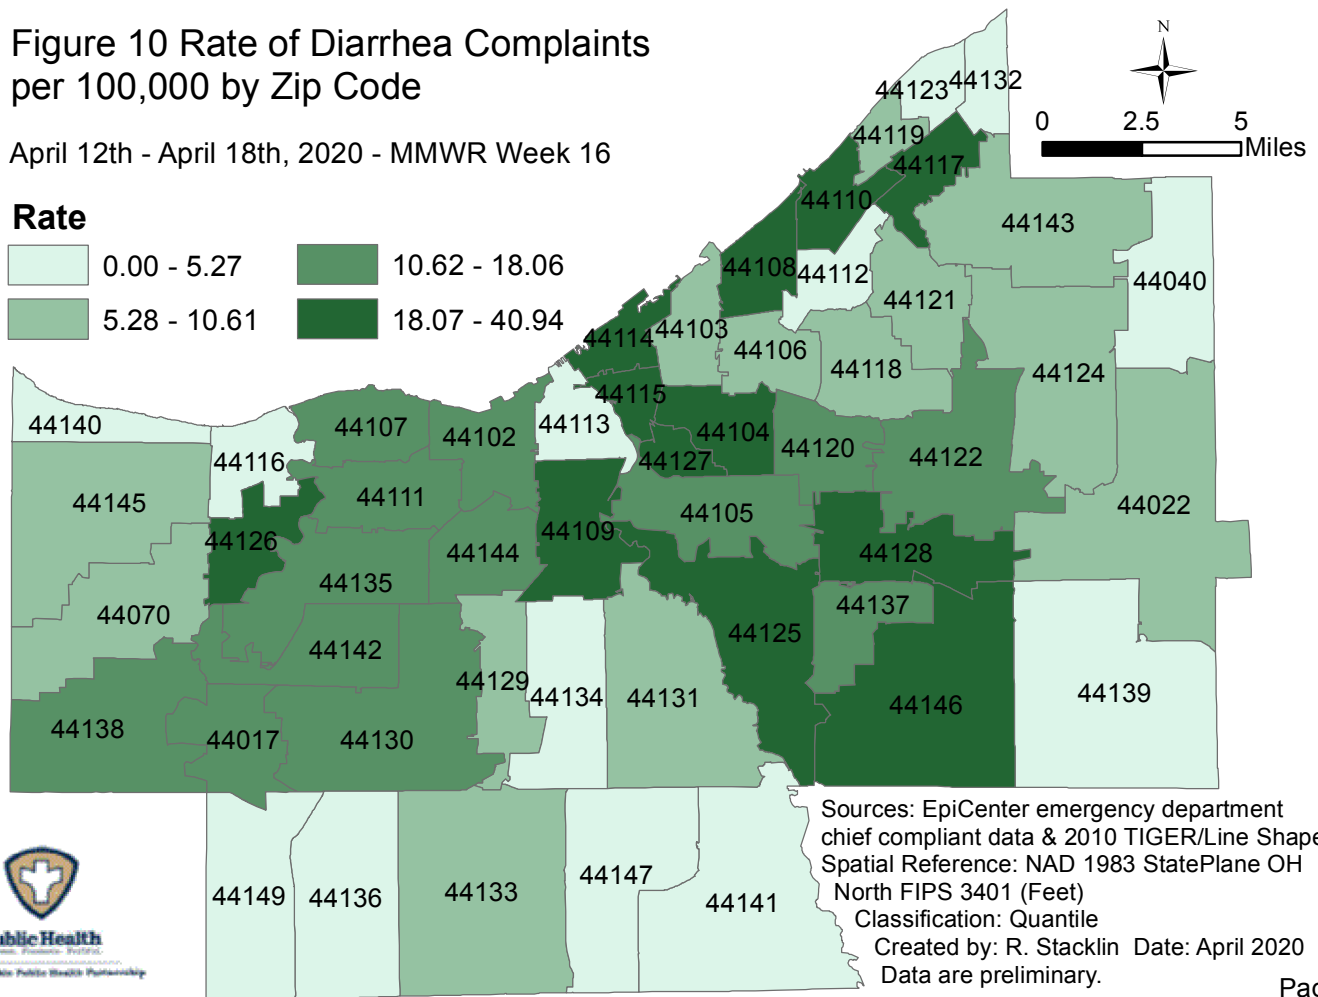 Figure 10 Rate of Diarrhea Complaints
per 100,000 by Zip Code
April 12th - April 18th, 2020 - MMWR Week 16
Rate
0.00 - 5.27
10.62 - 18.06
5.28 - 10.61
18.07 - 40.94
N
0 2.5 5
Miles
44132
44123
44119
44117
44110
44143
44108
44112
44040
44121
44114
44103
44106
44118
44124
44115
44140
44107
44102
44113
44104
44120
44122
44116
44127
44145
44111
44105
44022
44126
44109
44144
44128
44135
44070
44137
44125
44142
44129
44134
44131
44139
44146
44138
44017
44130
44149
44136
44133
44147
44141
Sources: EpiCenter emergency department
chief compliant data & 2010 TIGER/Line Shape
Spatial Reference: NAD 1983 StatePlane OH
North FIPS 3401 (Feet)
Classification: Quantile
Created by: R. Stacklin Date: April 2020
Data are preliminary.
ublic Health
Public Health Partnership
Pag